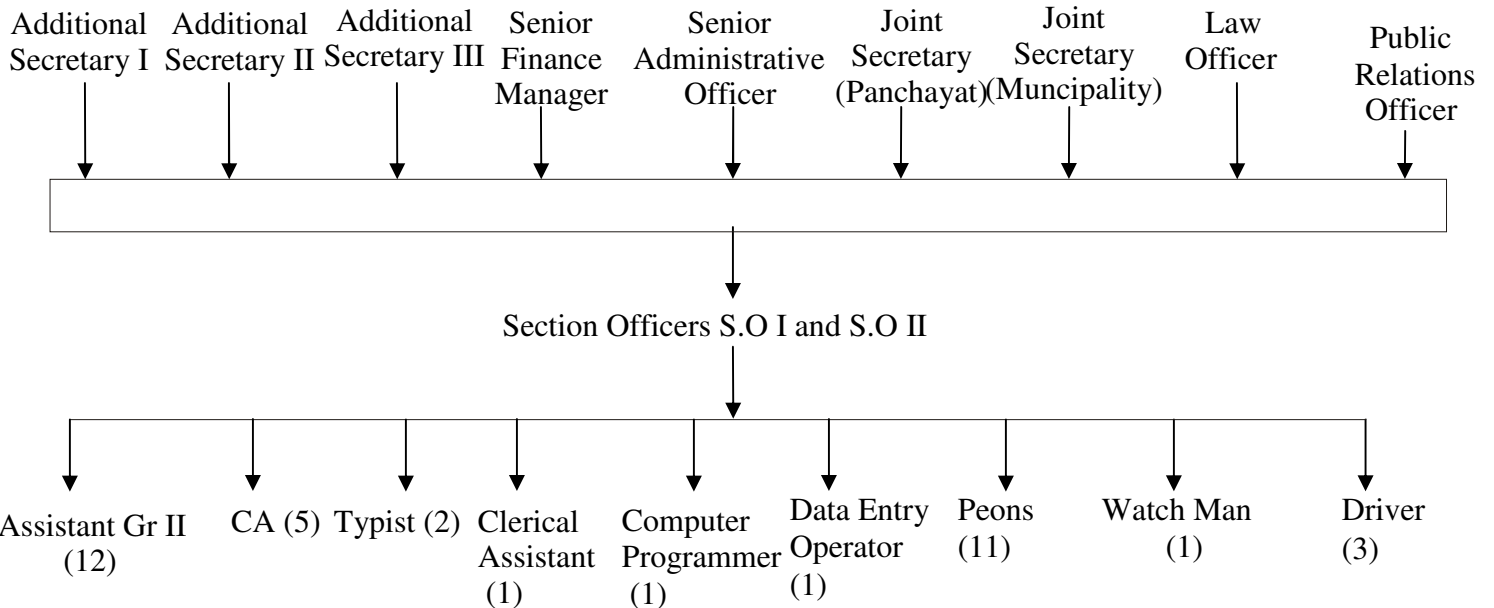 Additional
Secretary I
Additional
Secretary II
Additional
Secretary III
Senior
Finance
Manager
Senior
Administrative
Officer
Joint
Secretary
(Panchayat)
Joint
Secretary
(Muncipality)
Law
Officer
Public
Relations
Officer
Section Officers S.O I and S.O II
Assistant Gr II
(12)
CA (5)
Typist (2)
Clerical
Assistant
(1)
Computer
Programmer
(1)
Data Entry
Operator
(1)
Peons
(11)
Watch Man
(1)
Driver
(3)